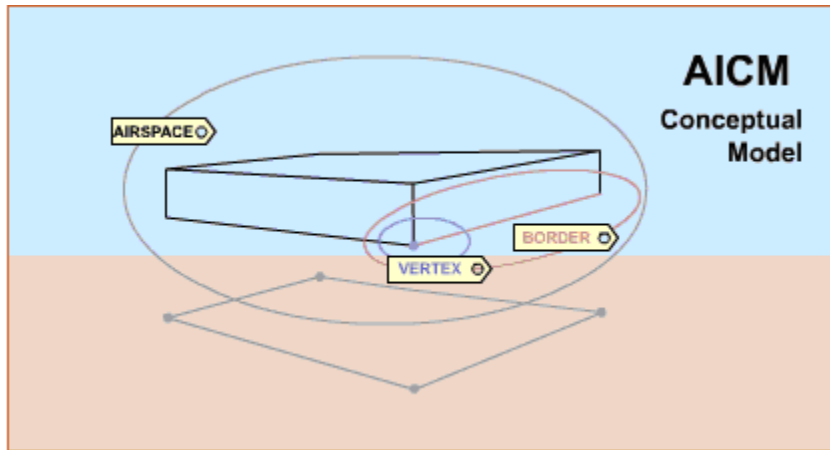 AICM
Conceptual
Model
AIRSPACE
BORDER
VERTEX